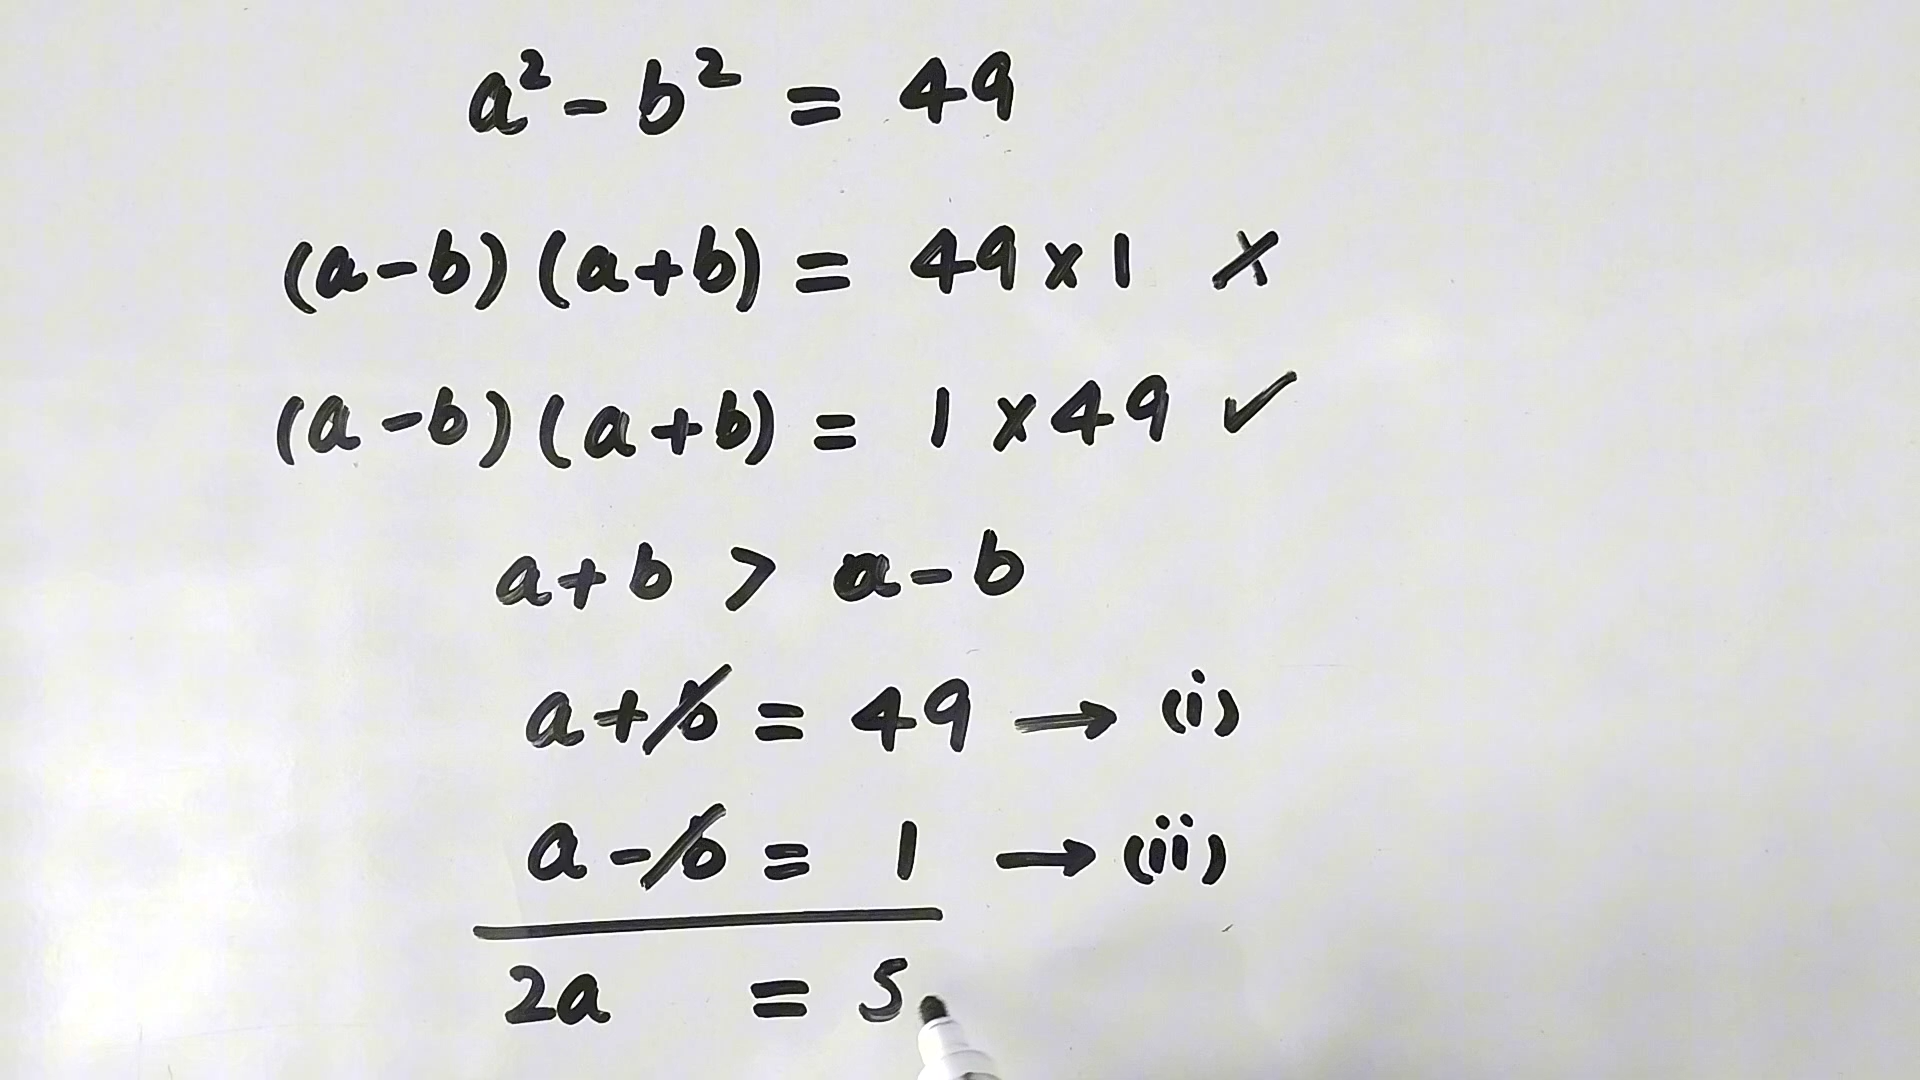 a² - b² = 49
(a-b) (a+b) = 49 x 1 ×
(a-b) (a+b) = 1 x 49 ✓
a+b > a-b
a+b = 49 → (i)
a-b = 1 → (ii)
2a = 5